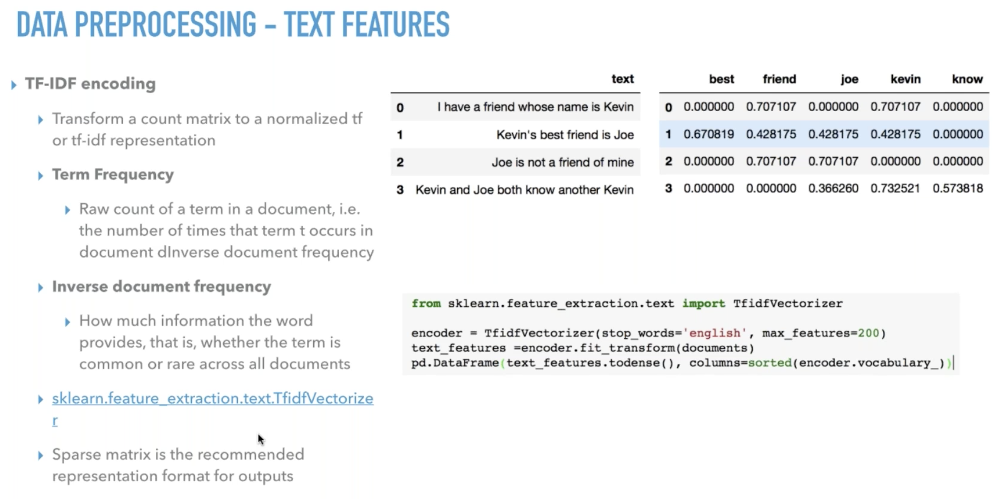 DATA PREPROCESSING – TEXT FEATURES
TF-IDF encoding
Transform a count matrix to a normalized tf
or tf-idf representation
Term Frequency
Raw count of a term in a document, i.e.
the number of times that term t occurs in
document dInverse document frequency
Inverse document frequency
How much information the word
provides, that is, whether the term is
common or rare across all documents
sklearn.feature_extraction.text.TfidfVectorize
r
Sparse matrix is the recommended
representation format for outputs
text
0 I have a friend whose name is Kevin
1 Kevin's best friend is Joe
2 Joe is not a friend of mine
3 Kevin and Joe both know another Kevin
best friend joe kevin know
0 0.000000 0.707107 0.000000 0.707107 0.000000
1 0.670819 0.428175 0.428175 0.428175 0.000000
2 0.000000 0.707107 0.707107 0.000000 0.000000
3 0.000000 0.000000 0.366260 0.732521 0.573818
from sklearn.feature_extraction.text import TfidfVectorizer
encoder = TfidfVectorizer(stop_words='english', max_features=200)
text_features =encoder.fit_transform(documents)
pd.DataFrame(text_features.todense(), columns=sorted(encoder.vocabulary_))